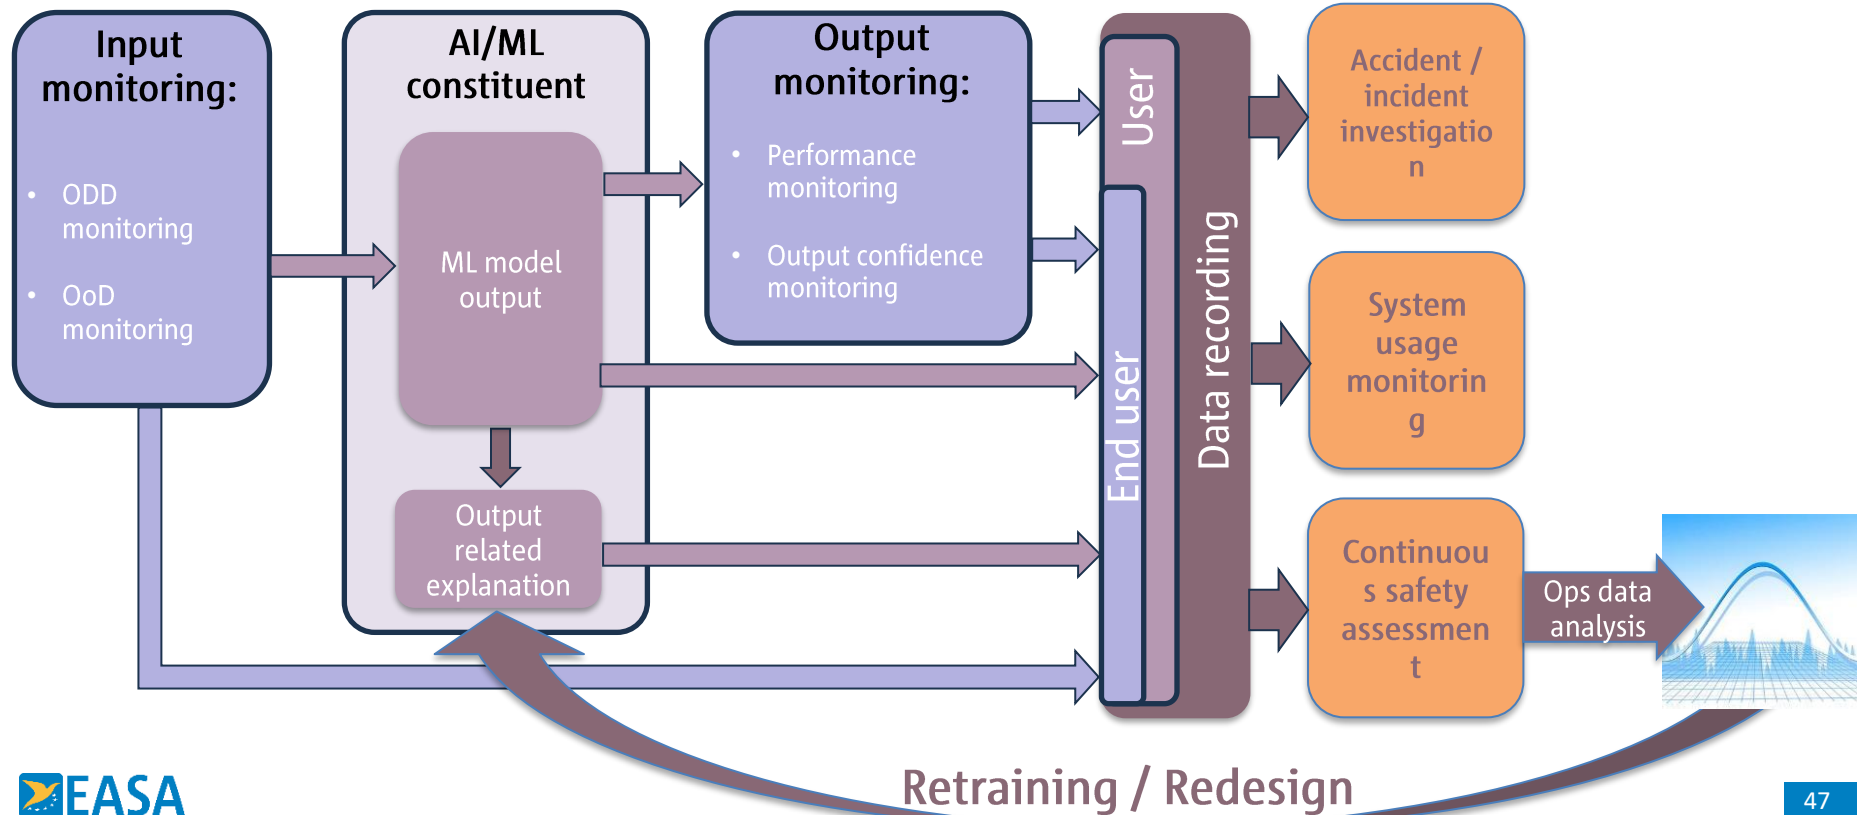 Input
monitoring:
• ODD
monitoring
• OoD
monitoring
AI/ML
constituent
ML model
output
Output
related
explanation
Output
monitoring:
• Performance
monitoring
• Output confidence
monitoring
User
End user
Data recording
Accident /
incident
investigatio
n
System
usage
monitorin
g
Continuou
s safety
assessmen
t
Ops data
analysis
Retraining / Redesign
EASA
47